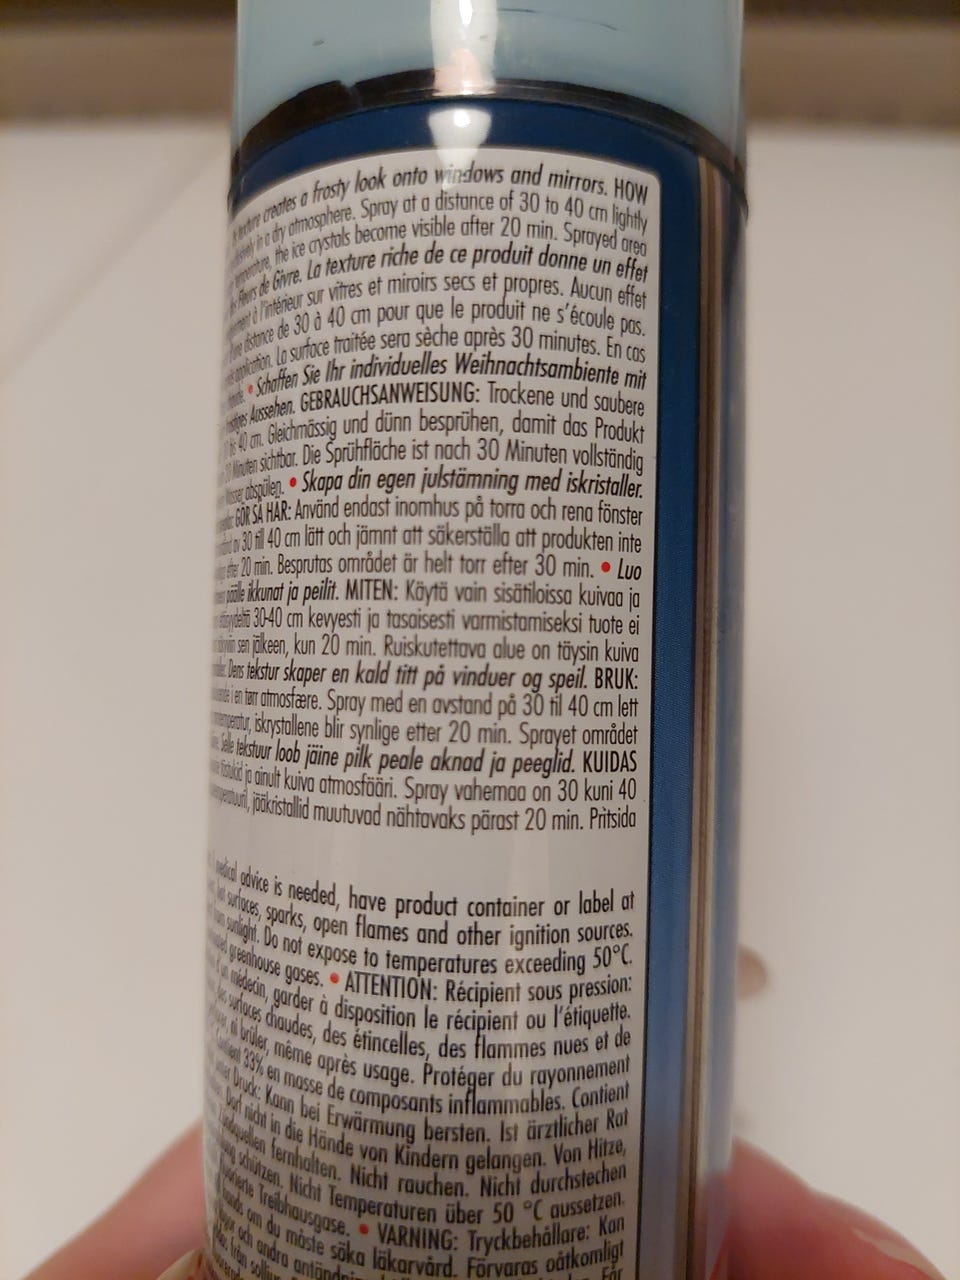 texture creates a frosty look onto windows and mirrors. HOW
in a dry atmosphere. Spray at a distance of 30 to 40 cm lightly
temperature, the ice crystals become visible after 20 min. Sprayed area
Fleurs de Givre. La texture riche de ce produit donne un effet
à l'intérieur sur vitres et miroirs secs et propres. Aucun effet
distance de 30 à 40 cm pour que le produit ne s'écoule pas.
application. La surface traitée sera sèche après 30 minutes. En cas
• Schaffen Sie Ihr individuelles Weihnachtsambiente mit
Aussehen. GEBRAUCHSANWEISUNG: Trockene und saubere
bis 40 cm. Gleichmässig und dünn besprühen, damit das Produkt
Minuten sichtbar. Die Sprühfläche ist nach 30 Minuten vollständig
Wasser abspülen. • Skapa din egen julstämning med iskristaller.
GÖR SÅ HÄR: Använd endast inomhus på torra och rena fönster
av 30 till 40 cm lätt och jämnt att säkerställa att produkten inte
efter 20 min. Besprutas området är helt torr efter 30 min. • Luo
päälle ikkunat ja peilit. MITEN: Käytä vain sisätiloissa kuivaa ja
etäisyydeltä 30-40 cm kevyesti ja tasaisesti varmistamiseksi tuote ei
sen jälkeen, kun 20 min. Ruiskutettava alue on täysin kuiva
Dens tekstur skaper en kald titt på vinduer og speil. BRUK:
i en tørr atmosfære. Spray med en avstand på 30 til 40 cm lett
iskrystallene blir synlige etter 20 min. Sprayet området
Selle tekstuur loob jäine pilk peale aknad ja peeglid. KUIDAS
ja ainult kuiva atmosfääri. Spray vahemaa on 30 kuni 40
jääkristallid muutuvad nähtavaks pärast 20 min. Pritsida
medical advice is needed, have product container or label at
surfaces, sparks, open flames and other ignition sources.
sunlight. Do not expose to temperatures exceeding 50°C.
greenhouse gases. • ATTENTION: Récipient sous pression:
médecin, garder à disposition le récipient ou l'étiquette.
des surfaces chaudes, des étincelles, des flammes nues et de
ni brûler, même après usage. Protéger du rayonnement
Contient 33% en masse de composants inflammables. Contient
Druck: Kann bei Erwärmung bersten. Ist ärztlicher Rat
Darf nicht in die Hände von Kindern gelangen. Von Hitze,
fernhalten. Nicht rauchen. Nicht durchstechen
schützen. Nicht Temperaturen über 50 °C aussetzen.
Treibhausgase. • VARNING: Tryckbehållare: Kan
hands om du måste söka läkarvård. Förvaras oåtkomligt
och andra
från